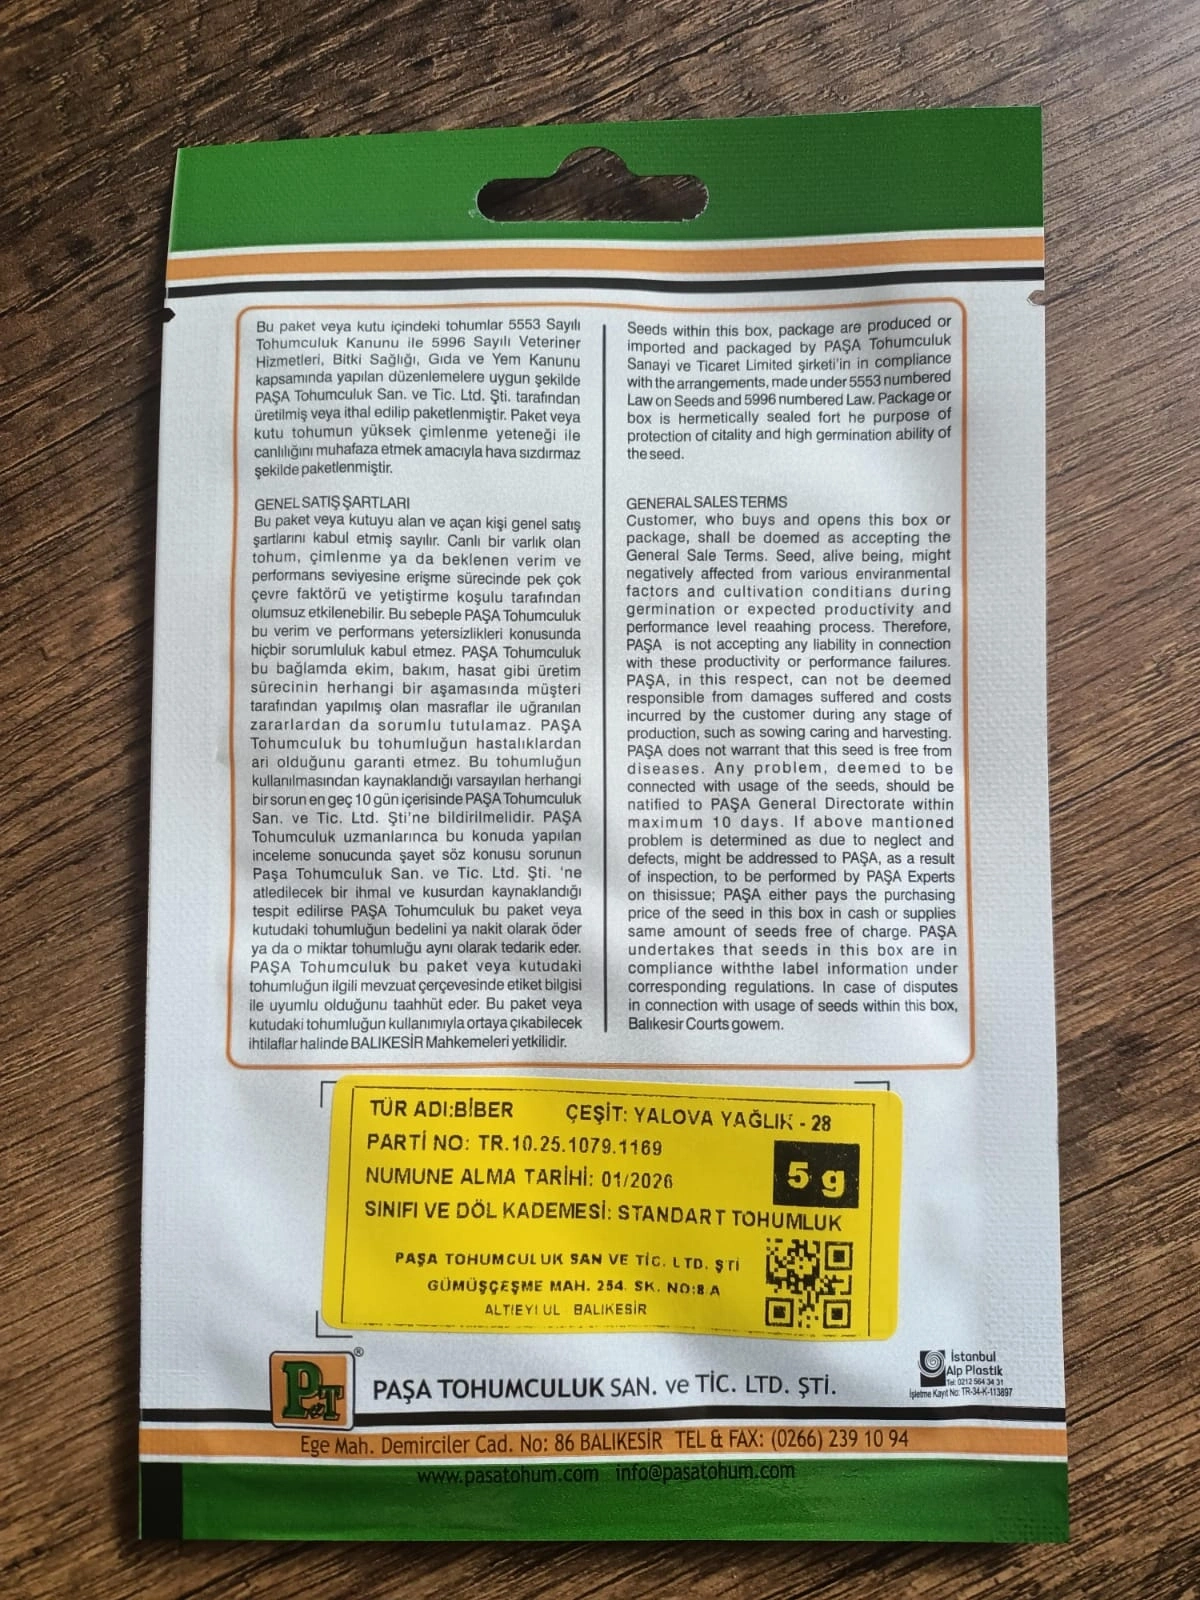 Bu paket veya kutu içindeki tohumlar 5553 Sayılı
Tohumculuk Kanunu ile 5996 Sayılı Veteriner
Hizmetleri, Bitki Sağlığı, Gıda ve Yem Kanunu
kapsamında yapılan düzenlemelere uygun şekilde
PAŞA Tohumculuk San. ve Tic. Ltd. Şti. tarafından
üretilmiş veya ithal edilip paketlenmiştir. Paket veya
kutu tohumun yüksek çimlenme yeteneği ile
canlılığını muhafaza etmek amacıyla hava sızdırmaz
şekilde paketlenmiştir.
GENEL SATIŞ ŞARTLARI
Bu paket veya kutuyu alan ve açan kişi genel satış
şartlarını kabul etmiş sayılır. Canlı bir varlık olan
tohum, çimlenme ya da beklenen verim ve
performans seviyesine erişme sürecinde pek çok
çevre faktörü ve yetiştirme koşulu tarafından
olumsuz etkilenebilir. Bu sebeple PAŞA Tohumculuk
bu verim ve performans yetersizlikleri konusunda
hiçbir sorumluluk kabul etmez. PAŞA Tohumculuk
bu bağlamda ekim, bakım, hasat gibi üretim
sürecinin herhangi bir aşamasında müşteri
tarafından yapılmış olan masraflar ile uğranılan
zararlardan da sorumlu tutulamaz. PAŞA
Tohumculuk bu tohumluğun hastalıklardan
ari olduğunu garanti etmez. Bu tohumluğun
kullanılmasından kaynaklandığı varsayılan herhangi
bir sorun en geç 10 gün içerisinde PAŞA Tohumculuk
San. ve Tic. Ltd. Şti'ne bildirilmelidir. PAŞA
Tohumculuk uzmanlarınca bu konuda yapılan
inceleme sonucunda şayet söz konusu sorunun
Paşa Tohumculuk San. ve Tic. Ltd. Şti. 'ne
atledilecek bir ihmal ve kusurdan kaynaklandığı
tespit edilirse PAŞA Tohumculuk bu paket veya
kutudaki tohumluğun bedelini ya nakit olarak öder
ya da o miktar tohumluğu aynı olarak tedarik eder.
PAŞA Tohumculuk bu paket veya kutudaki
tohumluğun ilgili mevzuat çerçevesinde etiket bilgisi
ile uyumlu olduğunu taahhüt eder. Bu paket veya
kutudaki tohumluğun kullanımıyla ortaya çıkabilecek
ihtilaflar halinde BALIKESİR Mahkemeleri yetkilidir.
Seeds within this box, package are produced or
imported and packaged by PAŞA Tohumculuk
Sanayi ve Ticaret Limited şirketi'in in compliance
with the arrangements, made under 5553 numbered
Law on Seeds and 5996 numbered Law. Package or
box is hermetically sealed fort he purpose of
protection of citality and high germination ability of
the seed.
GENERAL SALES TERMS
Customer, who buys and opens this box or
package, shall be doemed as accepting the
General Sale Terms. Seed, alive being, might
negatively affected from various enviranmental
factors and cultivation conditians during
germination or expected productivity and
performance level reaahing process. Therefore,
PAŞA is not accepting any liability in connection
with these productivity or performance failures.
PAŞA, in this respect, can not be deemed
responsible from damages suffered and costs
incurred by the customer during any stage of
production, such as sowing caring and harvesting.
PAŞA does not warrant that this seed is free from
diseases. Any problem, deemed to be
connected with usage of the seeds, should be
natified to PAŞA General Directorate within
maximum 10 days. If above mantioned
problem is determined as due to neglect and
defects, might be addressed to PAŞA, as a result
of inspection, to be performed by PAŞA Experts
on thisissue; PAŞA either pays the purchasing
price of the seed in this box in cash or supplies
same amount of seeds free of charge. PAŞA
undertakes that seeds in this box are in
compliance withthe label information under
corresponding regulations. In case of disputes
in connection with usage of seeds within this box,
Balıkesir Courts gowern.
TÜR ADI:BİBER ÇEŞİT: YALOVA YAĞLIK - 28
PARTİ NO: TR.10.25.1079.1169
NUMUNE ALMA TARİHİ: 01/2026
5 g
SINIFI VE DÖL KADEMESİ: STANDART TOHUMLUK
PAŞA TOHUMCULUK SAN VE TİC. LTD. ŞTİ
GÜMÜŞÇEŞME MAH. 254. SK. NO:8 A
ALTIEYLUL BALIKESİR
PvT ®
PAŞA TOHUMCULUK SAN. ve TİC. LTD. ŞTİ.
İstanbul
Alp Plastik
Tel: 0212 564 34 31
İşletme Kayıt No: TR-34-K-113897
Ege Mah. Demirciler Cad. No: 86 BALIKESİR TEL & FAX: (0266) 239 10 94
www.pasatohum.com info@pasatohum.com